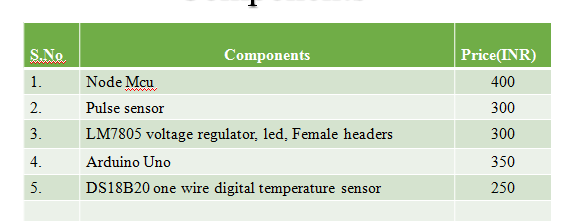 S.No Components Price(INR)
1. Node Mcu 400
2. Pulse sensor 300
3. LM7805 voltage regulator, led, Female headers 300
4. Arduino Uno 350
5. DS18B20 one wire digital temperature sensor 250